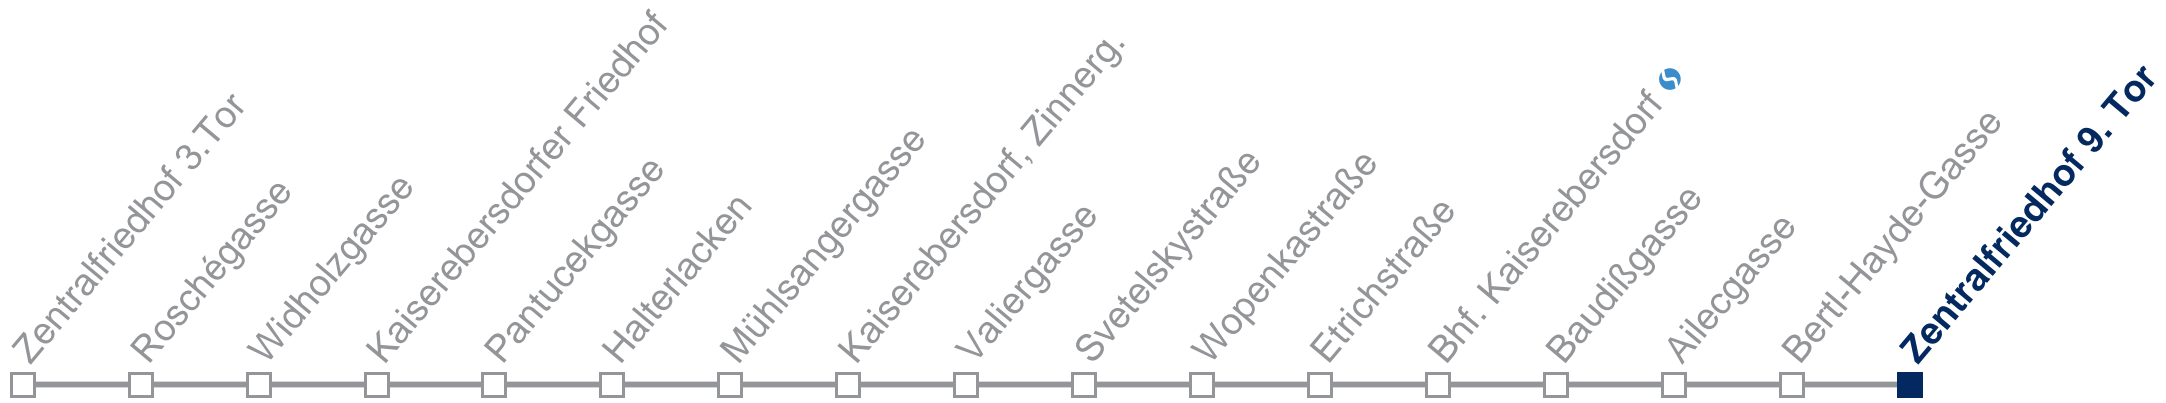 Zentralfriedhof 3.Tor
Roschégasse
Widholzgasse
Kaiserebersdorfer Friedhof
Pantucekgasse
Halterlacken
Mühlsangergasse
Kaiserebersdorf, Zinnerg.
Valiergasse
Svetelskystraße
Wopenkastraße
Etrichstraße
Bhf. Kaiserebersdorf
Baudißgasse
Ailecgasse
Bertl-Hayde-Gasse
Zentralfriedhof 9. Tor